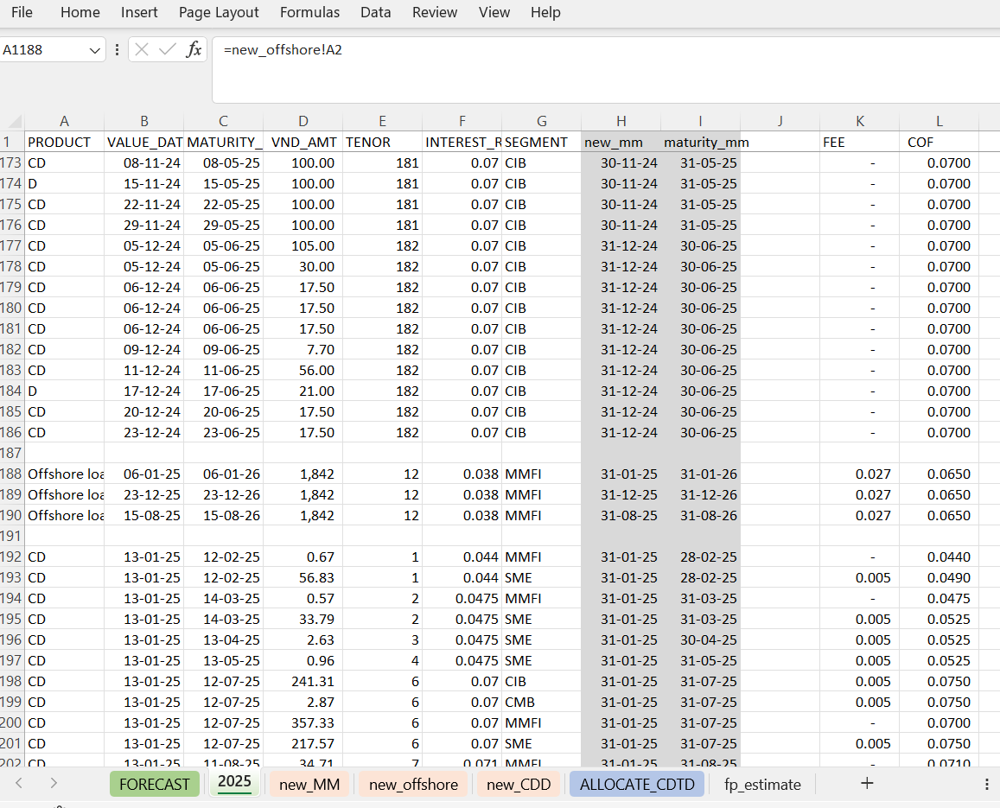 File Home Insert Page Layout Formulas Data Review View Help
A1188 fx =new_offshore!A2
A B C D E F G H I J K L
1 PRODUCT VALUE_DAT MATURITY_ VND_AMT TENOR INTEREST_R SEGMENT new_mm maturity_mm FEE COF
173 CD 08-11-24 08-05-25 100.00 181 0.07 CIB 30-11-24 31-05-25 - 0.0700
174 D 15-11-24 15-05-25 100.00 181 0.07 CIB 30-11-24 31-05-25 - 0.0700
175 CD 22-11-24 22-05-25 100.00 181 0.07 CIB 30-11-24 31-05-25 - 0.0700
176 CD 29-11-24 29-05-25 100.00 181 0.07 CIB 30-11-24 31-05-25 - 0.0700
177 CD 05-12-24 05-06-25 105.00 182 0.07 CIB 31-12-24 30-06-25 - 0.0700
178 CD 05-12-24 05-06-25 30.00 182 0.07 CIB 31-12-24 30-06-25 - 0.0700
179 CD 06-12-24 06-06-25 17.50 182 0.07 CIB 31-12-24 30-06-25 - 0.0700
180 CD 06-12-24 06-06-25 17.50 182 0.07 CIB 31-12-24 30-06-25 - 0.0700
181 CD 06-12-24 06-06-25 17.50 182 0.07 CIB 31-12-24 30-06-25 - 0.0700
182 CD 09-12-24 09-06-25 7.70 182 0.07 CIB 31-12-24 30-06-25 - 0.0700
183 CD 11-12-24 11-06-25 56.00 182 0.07 CIB 31-12-24 30-06-25 - 0.0700
184 D 17-12-24 17-06-25 21.00 182 0.07 CIB 31-12-24 30-06-25 - 0.0700
185 CD 20-12-24 20-06-25 17.50 182 0.07 CIB 31-12-24 30-06-25 - 0.0700
186 CD 23-12-24 23-06-25 17.50 182 0.07 CIB 31-12-24 30-06-25 - 0.0700
187
188 Offshore loa 06-01-25 06-01-26 1,842 12 0.038 MMFI 31-01-25 31-01-26 0.027 0.0650
189 Offshore loa 23-12-25 23-12-26 1,842 12 0.038 MMFI 31-12-25 31-12-26 0.027 0.0650
190 Offshore loa 15-08-25 15-08-26 1,842 12 0.038 MMFI 31-08-25 31-08-26 0.027 0.0650
191
192 CD 13-01-25 12-02-25 0.67 1 0.044 MMFI 31-01-25 28-02-25 - 0.0440
193 CD 13-01-25 12-02-25 56.83 1 0.044 SME 31-01-25 28-02-25 0.005 0.0490
194 CD 13-01-25 14-03-25 0.57 2 0.0475 MMFI 31-01-25 31-03-25 - 0.0475
195 CD 13-01-25 14-03-25 33.79 2 0.0475 SME 31-01-25 31-03-25 0.005 0.0525
196 CD 13-01-25 13-04-25 2.63 3 0.0475 SME 31-01-25 30-04-25 0.005 0.0525
197 CD 13-01-25 13-05-25 0.96 4 0.0475 SME 31-01-25 31-05-25 0.005 0.0525
198 CD 13-01-25 12-07-25 241.31 6 0.07 CIB 31-01-25 31-07-25 0.005 0.0750
199 CD 13-01-25 12-07-25 2.87 6 0.07 CMB 31-01-25 31-07-25 0.005 0.0750
200 CD 13-01-25 12-07-25 357.33 6 0.07 MMFI 31-01-25 31-07-25 - 0.0700
201 CD 13-01-25 12-07-25 217.57 6 0.07 SME 31-01-25 31-07-25 0.005 0.0750
202 CD 13-01-25 11-08-25 34.71 7 0.071 MMFI 31-01-25 31-08-25 - 0.0710
FORECAST 2025 new_MM new_offshore new_CDD ALLOCATE_CDTD fp_estimate